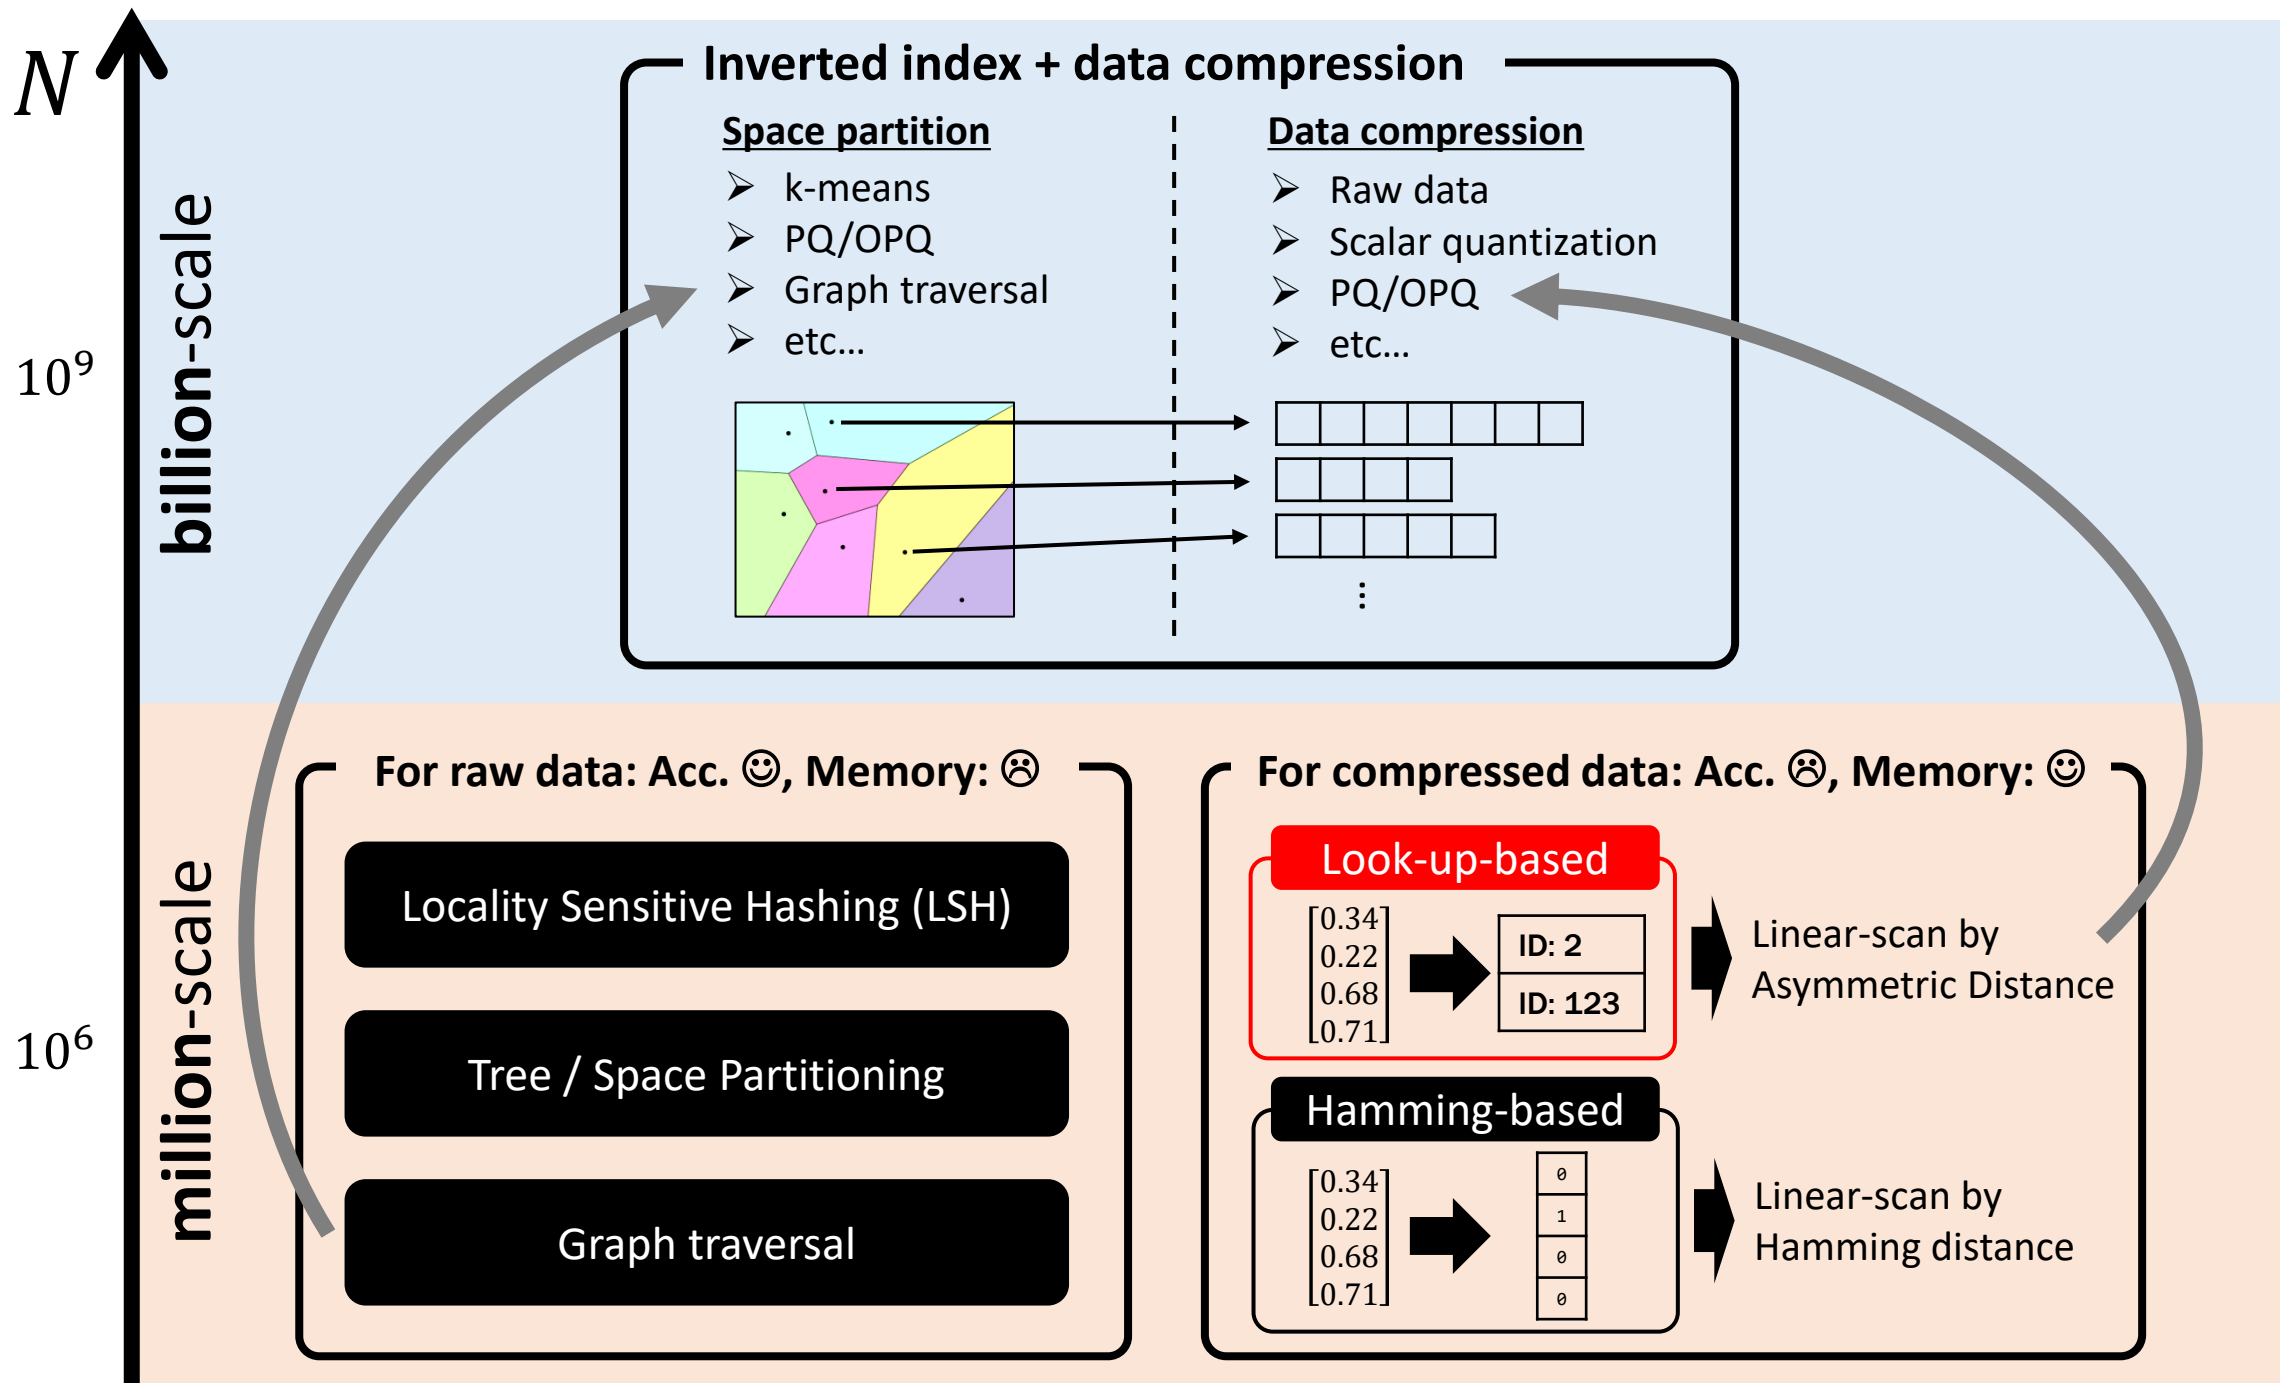 N
billion-scale
10⁹
Inverted index + data compression
Space partition
➢ k-means
➢ PQ/OPQ
➢ Graph traversal
➢ etc...
Data compression
➢ Raw data
➢ Scalar quantization
➢ PQ/OPQ
➢ etc...
⋮
million-scale
10⁶
For raw data: Acc. ☺, Memory: ☹
Locality Sensitive Hashing (LSH)
Tree / Space Partitioning
Graph traversal
For compressed data: Acc. ☹, Memory: ☺
Look-up-based
0.34
0.22
0.68
0.71
ID: 2
ID: 123
Linear-scan by
Asymmetric Distance
Hamming-based
0.34
0.22
0.68
0.71
0
1
0
0
Linear-scan by
Hamming distance